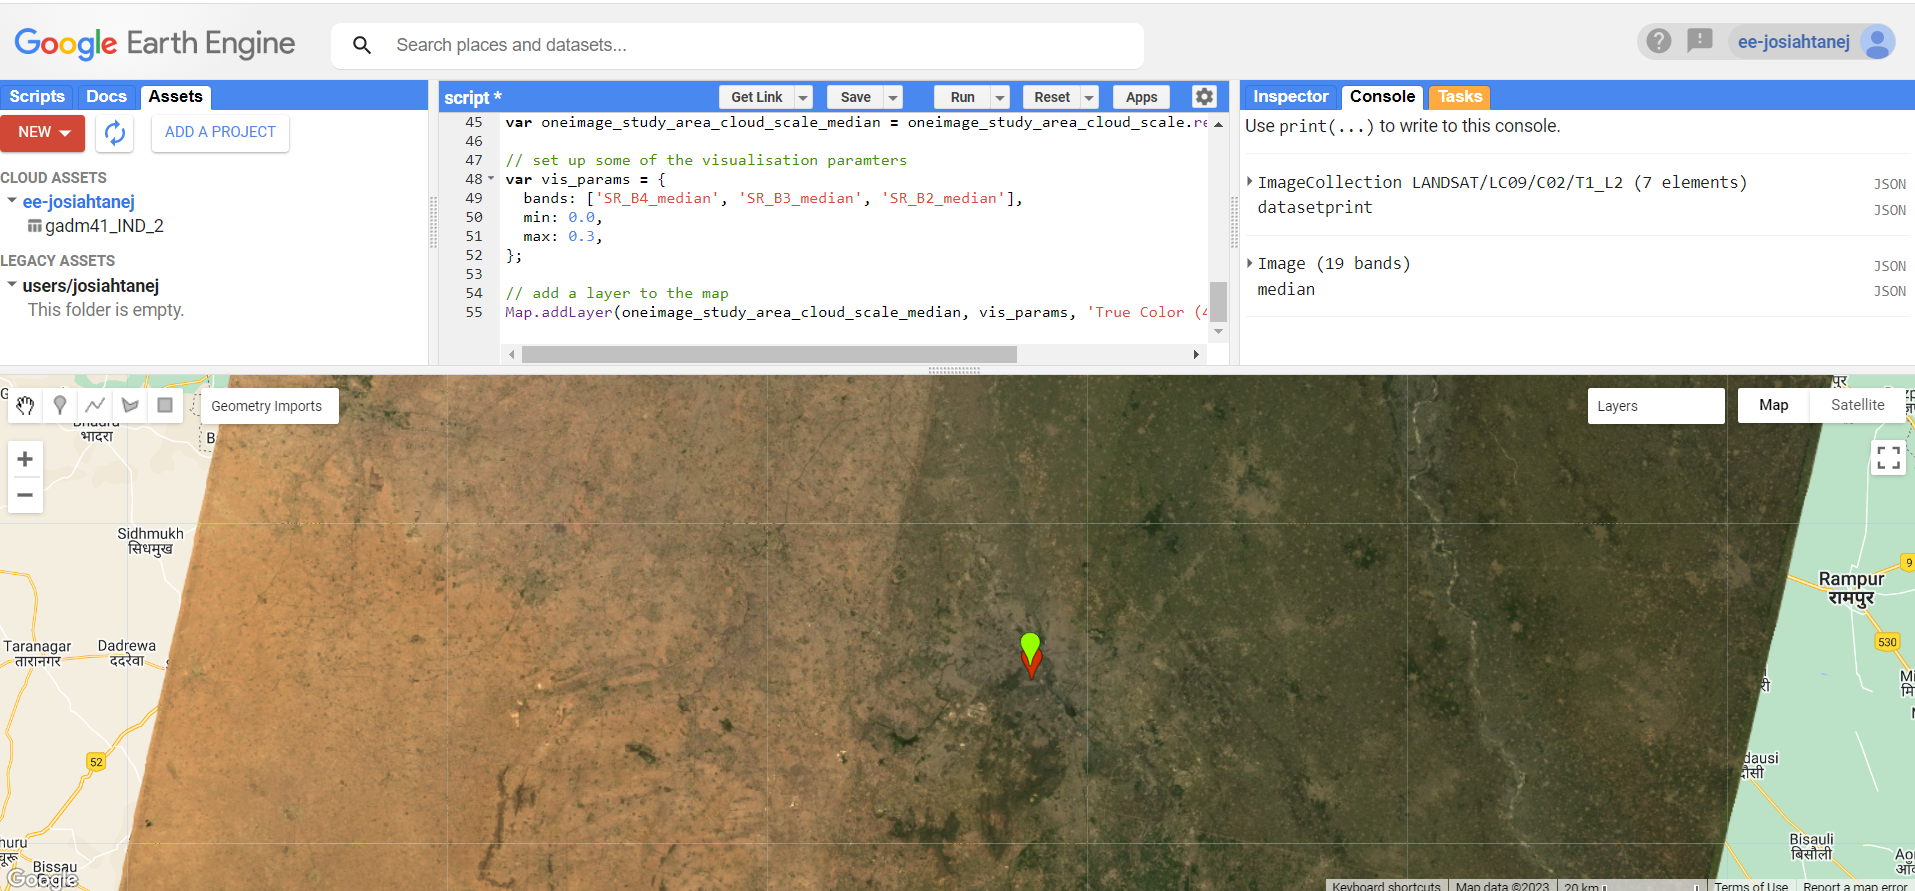 Google Earth Engine
Search places and datasets...
ee-josiahtanej
Scripts Docs Assets
NEW
ADD A PROJECT
CLOUD ASSETS
ee-josiahtanej
gadm41_IND_2
LEGACY ASSETS
users/josiahtanej
This folder is empty.
script *
Get Link Save Run Reset Apps
45 var oneimage_study_area_cloud_scale_median = oneimage_study_area_cloud_scale.re
46
47 // set up some of the visualisation paramters
48 var vis_params = {
49 bands: ['SR_B4_median', 'SR_B3_median', 'SR_B2_median'],
50 min: 0.0,
51 max: 0.3,
52 };
53
54 // add a layer to the map
55 Map.addLayer(oneimage_study_area_cloud_scale_median, vis_params, 'True Color (4
Inspector Console Tasks
Use print(...) to write to this console.
ImageCollection LANDSAT/LC09/C02/T1_L2 (7 elements) JSON
datasetprint JSON
Image (19 bands) JSON
median JSON
Geometry Imports
Layers
Map Satellite
पुर
भादरा
B
+
−
Sidhmukh
सिधमुख
Taranagar
तारानगर
Dadrewa
ददरेवा
52
huru
चूरू
Bissau
Google
9
Rampur
रामपुर
530
Mi
मि
री
dausi
दौसी
Bisauli
बिसौली
Ao
Keyboard shortcuts
Map data ©2023
20 km
Terms of Use
Report a map error